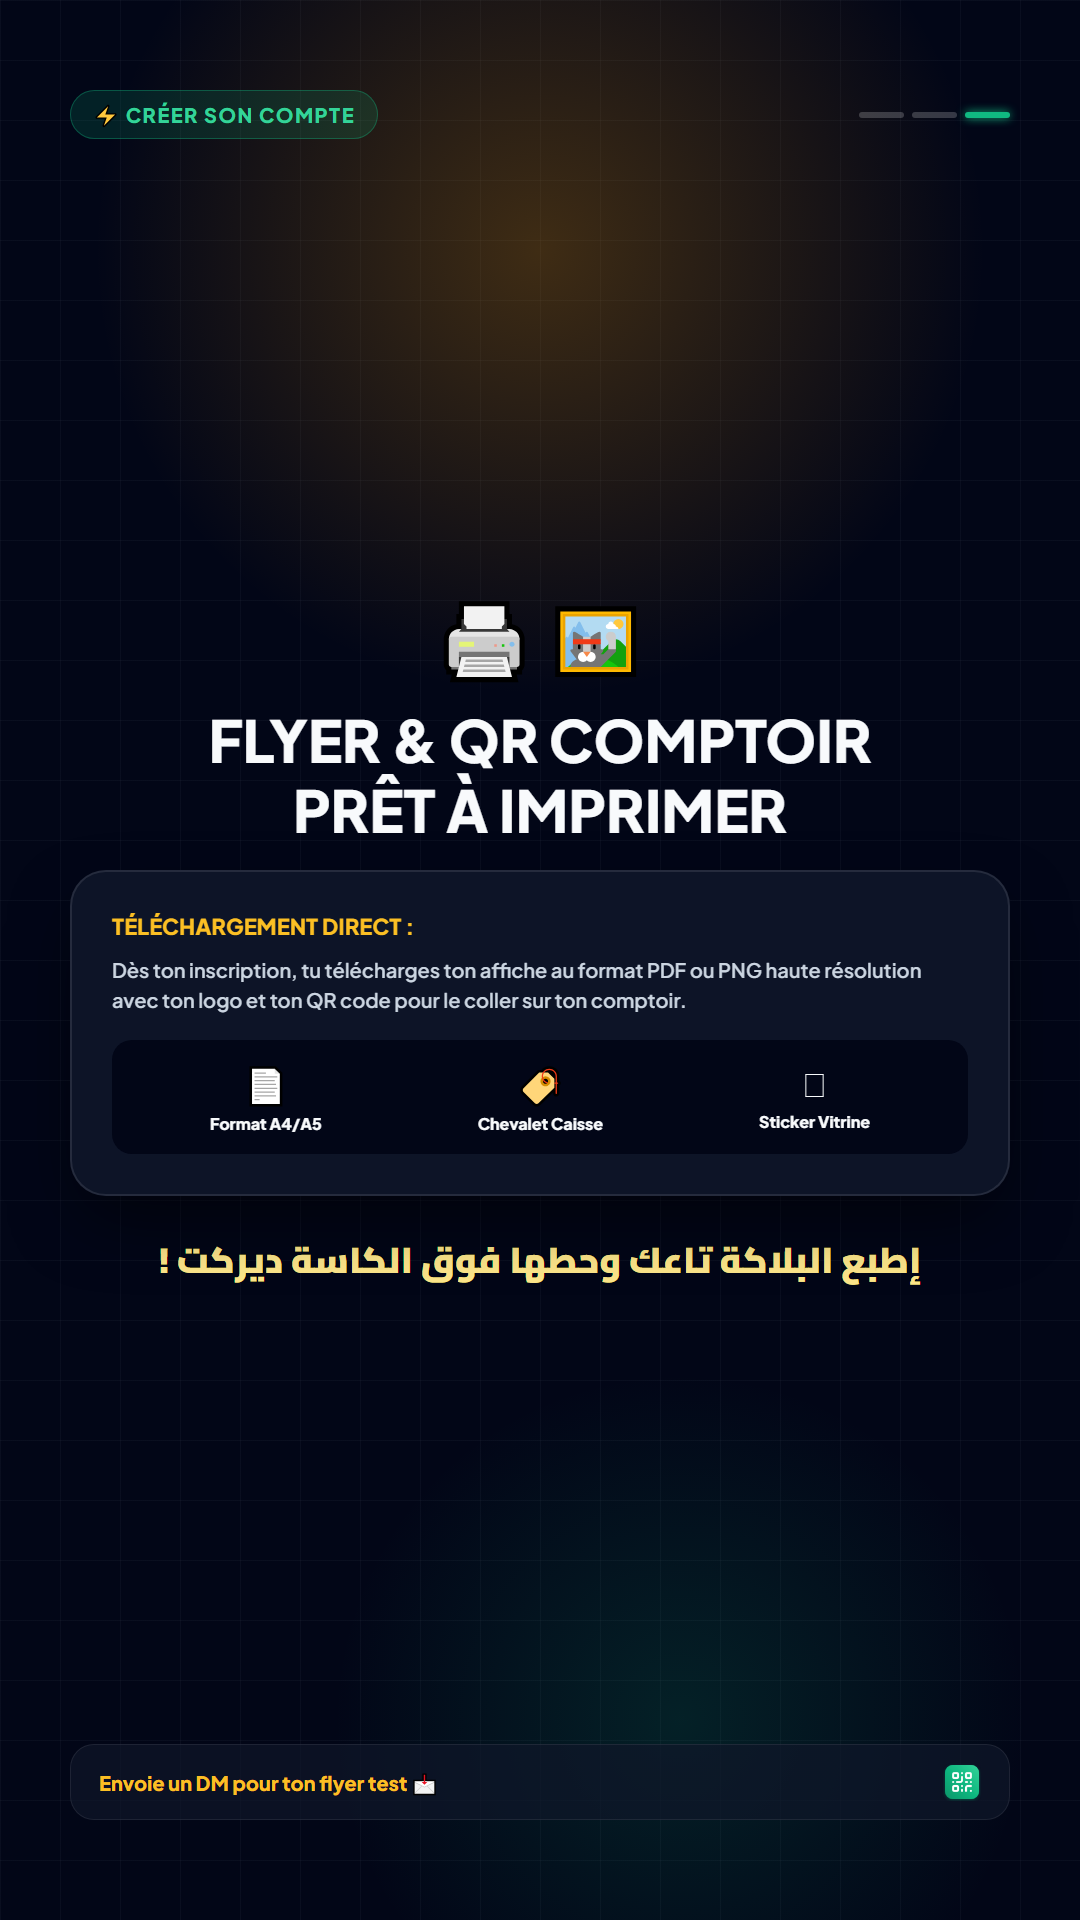 ⚡ CRÉER SON COMPTE
FLYER & QR COMPTOIR
PRÊT À IMPRIMER
TÉLÉCHARGEMENT DIRECT :
Dès ton inscription, tu télécharges ton affiche au format PDF ou PNG haute résolution
avec ton logo et ton QR code pour le coller sur ton comptoir.
Format A4/A5
Chevalet Caisse
Sticker Vitrine
إطبع البلاكة تاعك وحطها فوق الكاسة ديركت !
Envoie un DM pour ton flyer test 📩